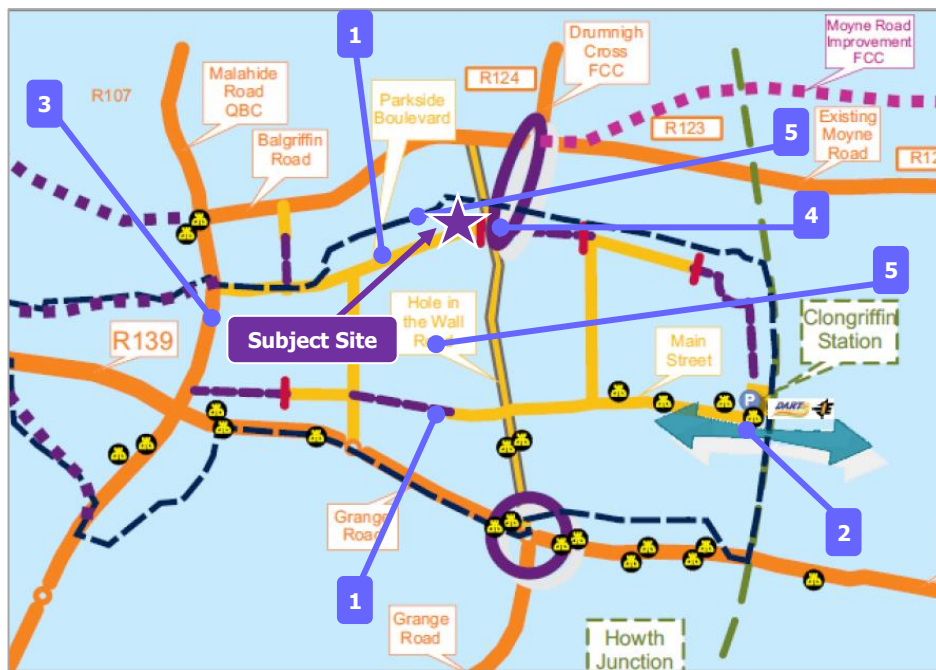 1
Drumnigh
Cross
FCC
Moyne Road
Improvement
FCC
R124
Malahide
Road
QBC
R107
3
Parkside
Boulevard
5
R123
Existing
Moyne
Road
R12
Balgriffin
Road
4
5
Hole in
the Wall
Subject Site
R139
Clongriffin
Station
Main
Street
P
DART
2
Grange
Road
1
Grange
Road
Howth
Junction